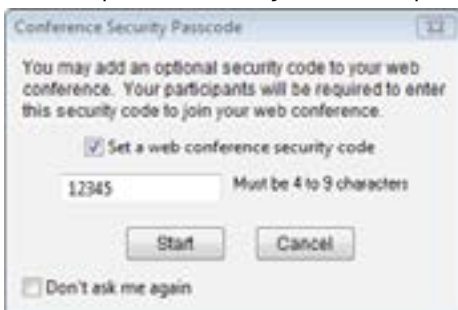 Conference Security Passcode
You may add an optional security code to your web
conference. Your participants will be required to enter
this security code to join your web conference.
Set a web conference security code
12345 Must be 4 to 9 characters
Start Cancel
Don't ask me again